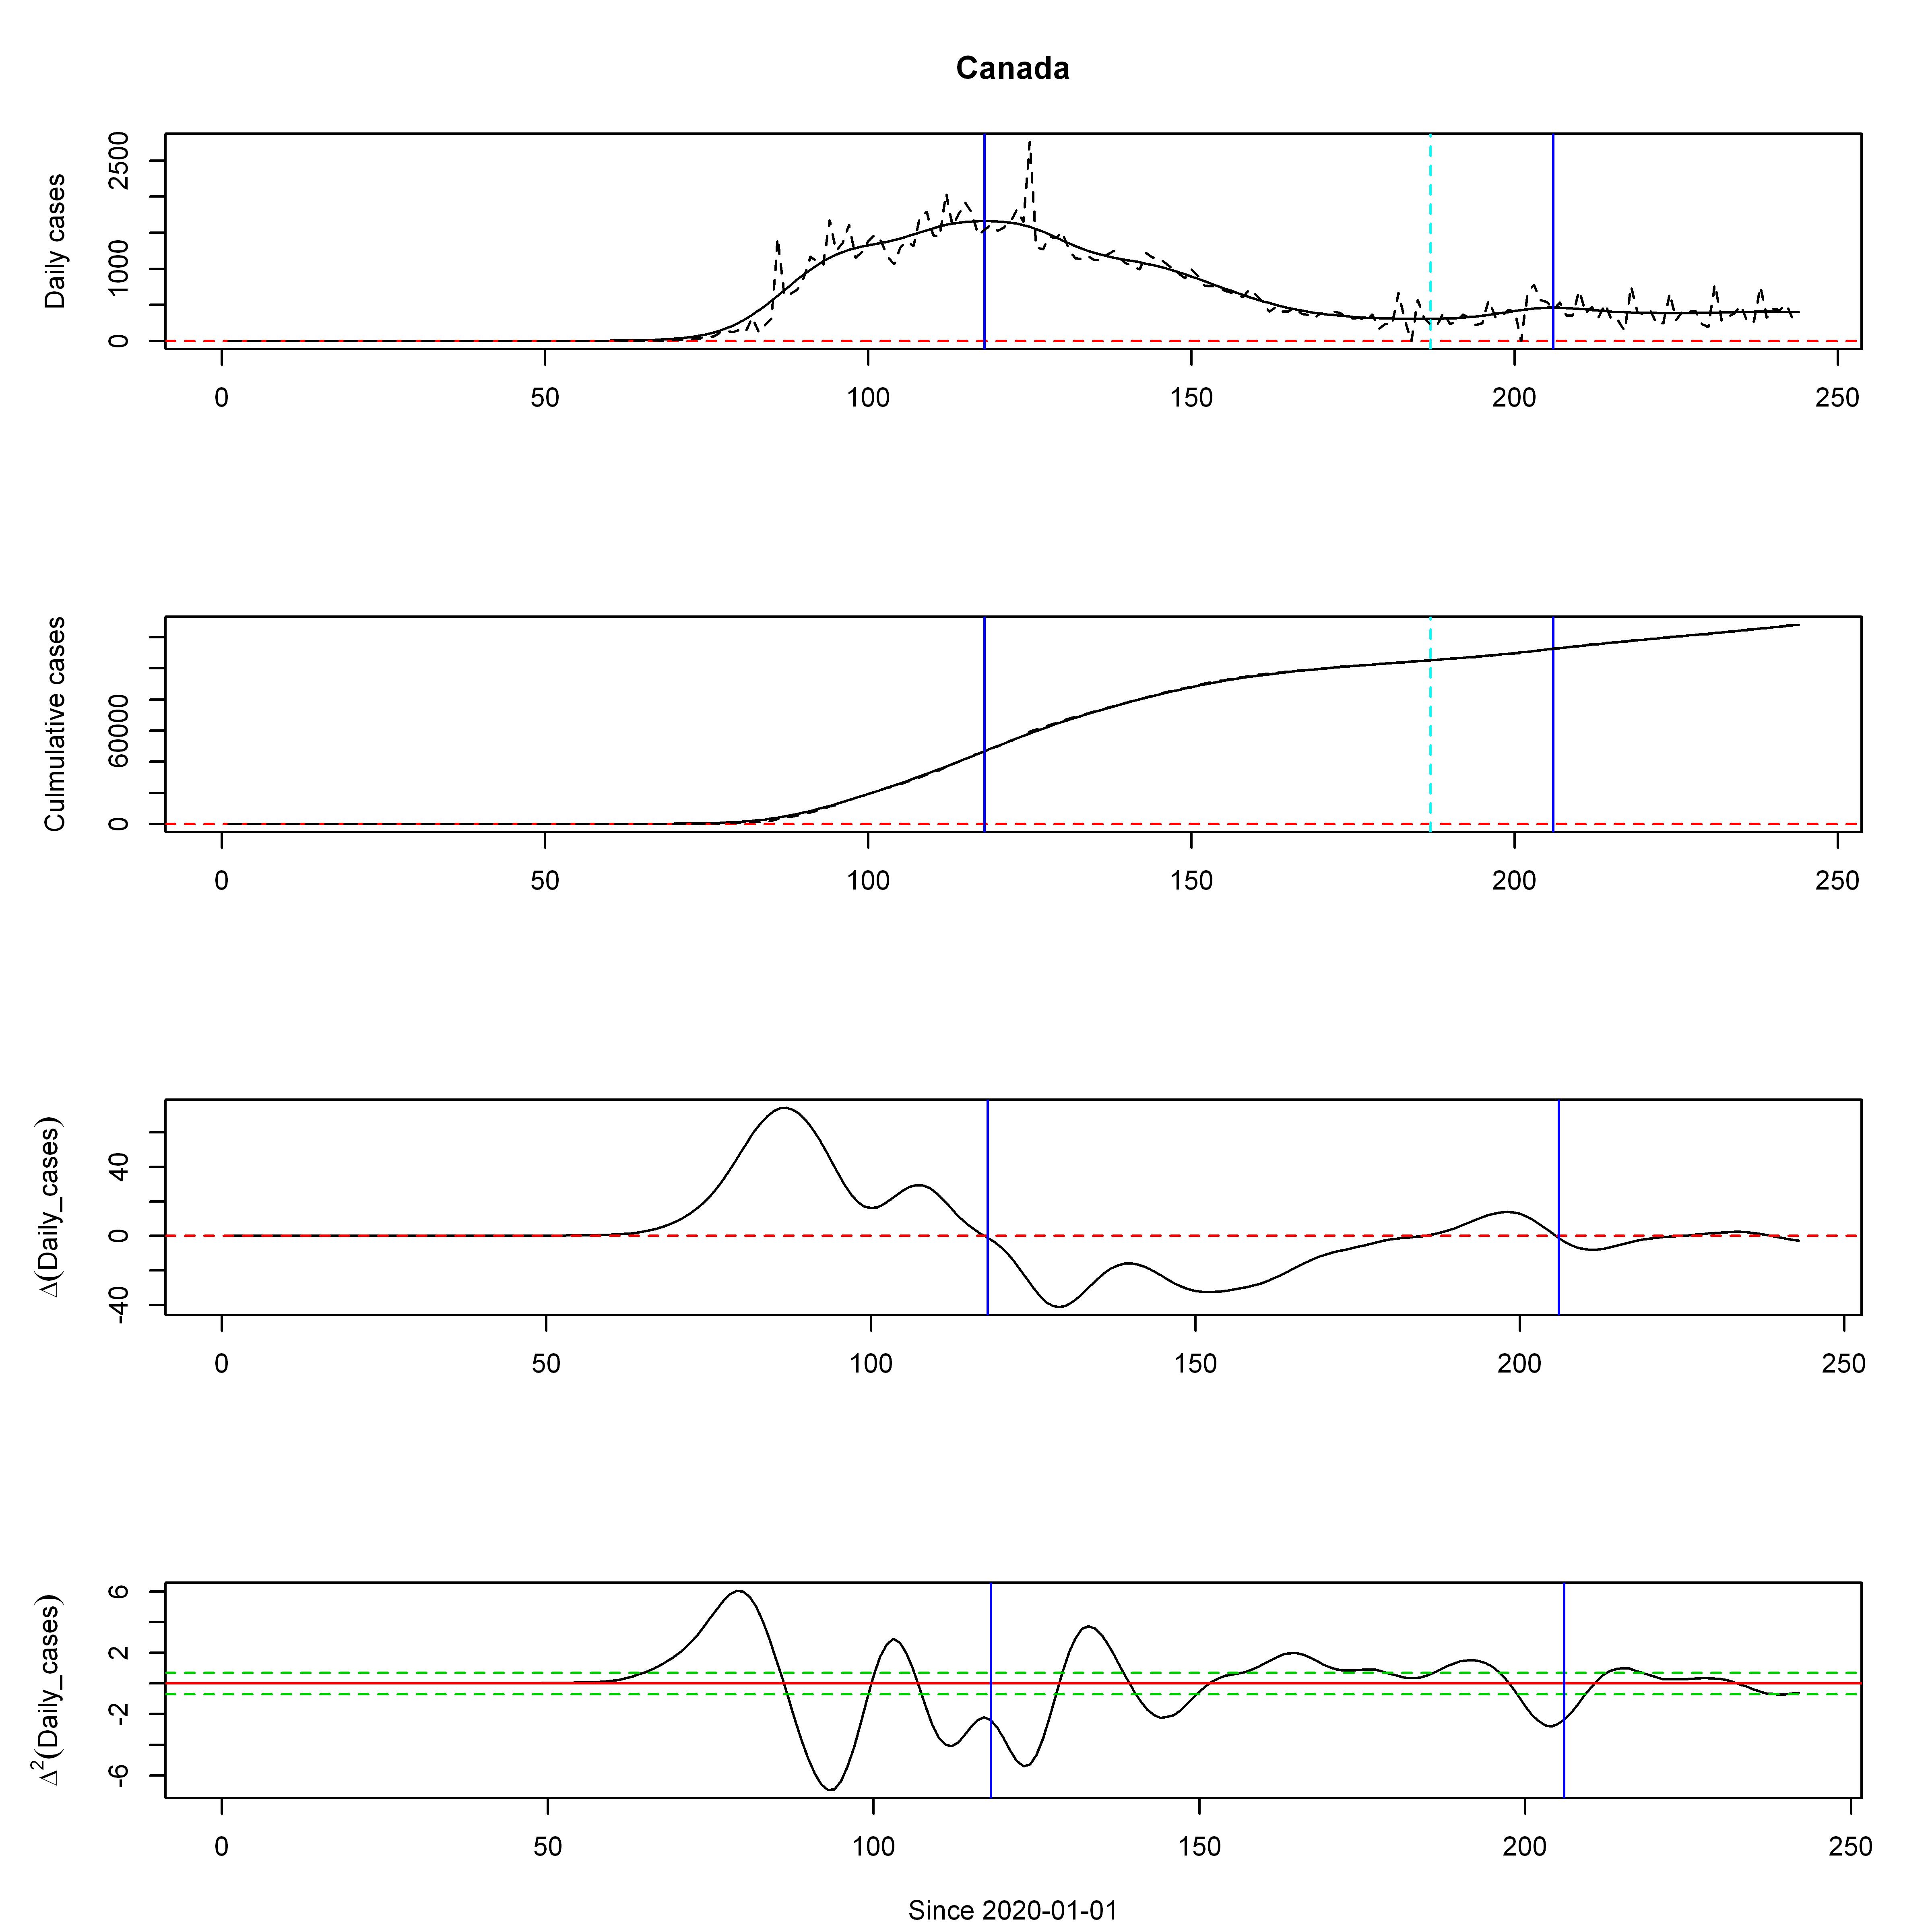 Canada
Daily cases
2500
1000
0
0 50 100 150 200 250
Culmulative cases
60000
0
0 50 100 150 200 250
Δ(Daily_cases)
40
0
-40
0 50 100 150 200 250
Δ²(Daily_cases)
6
2
-2
-6
0 50 100 150 200 250
Since 2020-01-01